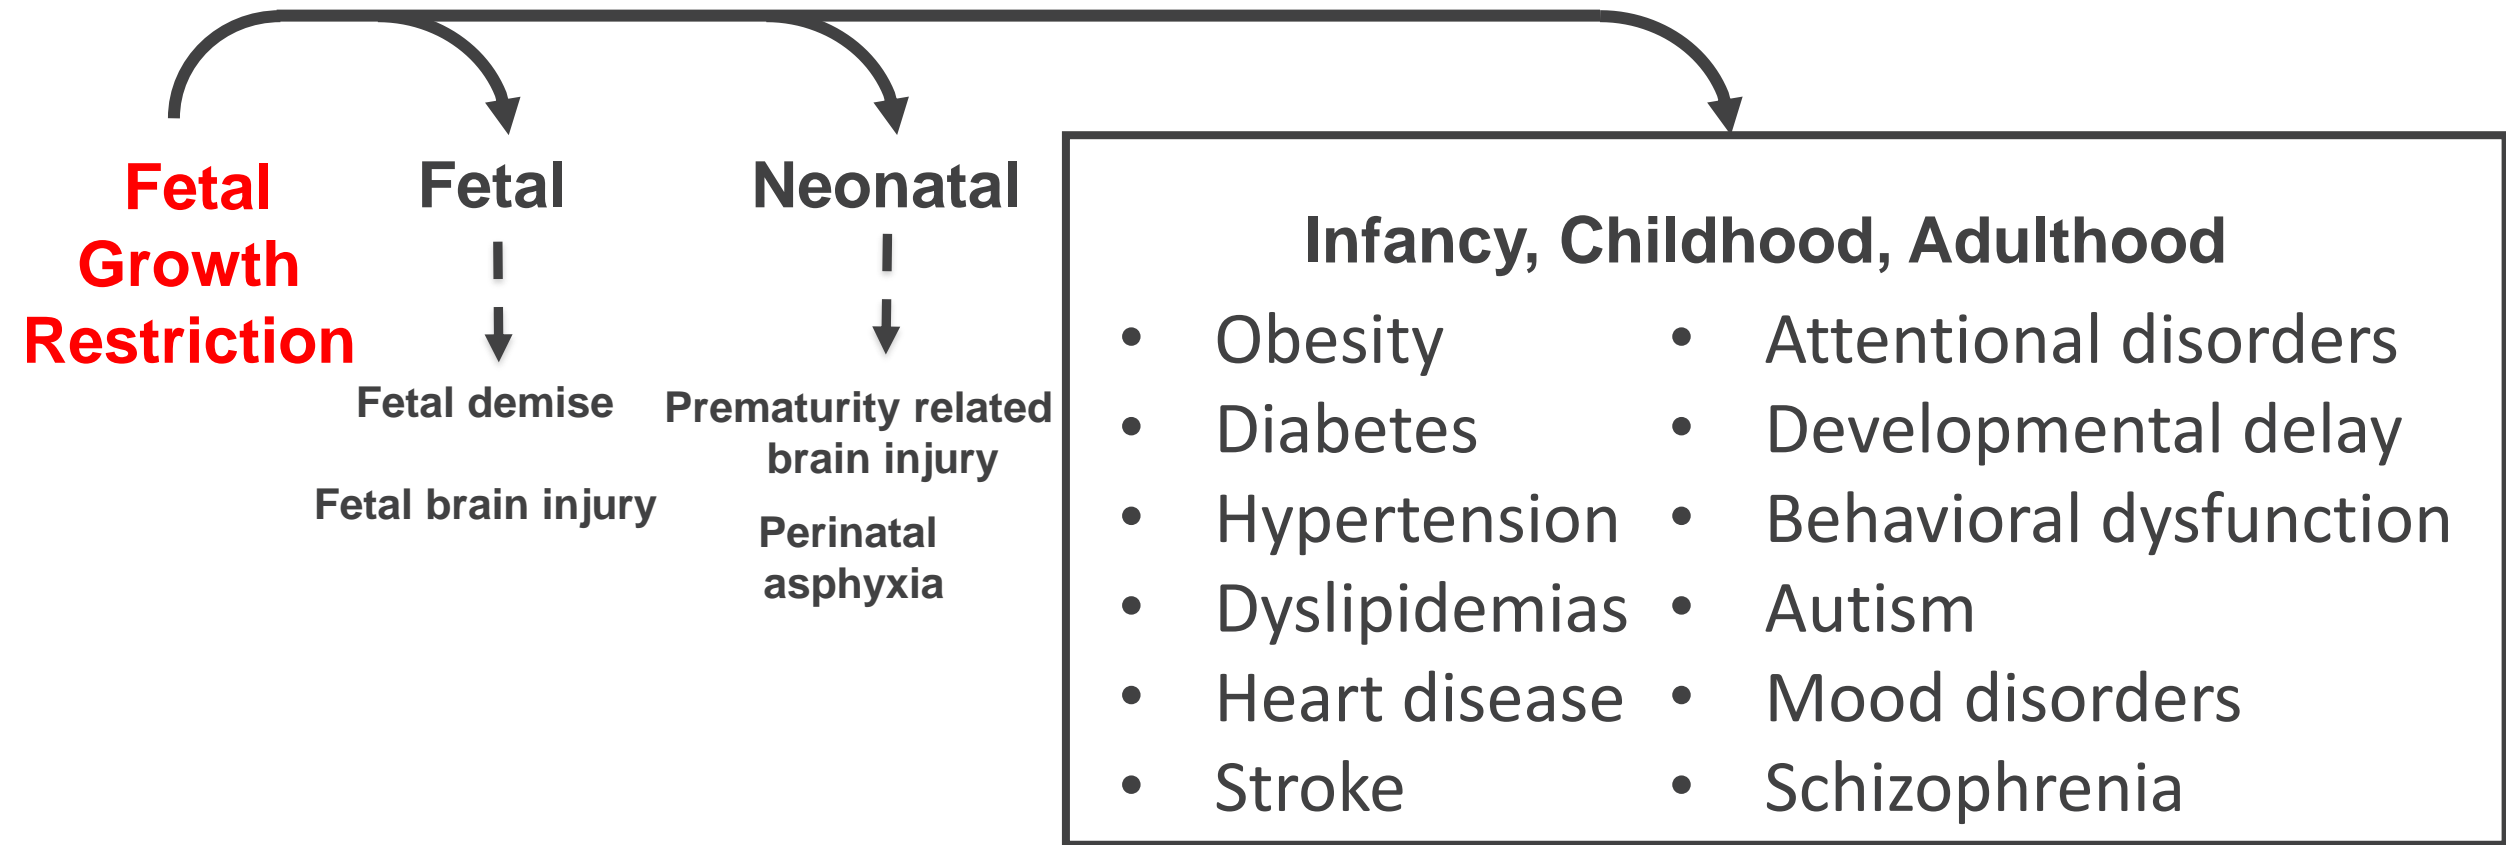 Fetal
Growth
Restriction
Fetal
Fetal demise
Fetal brain injury
Neonatal
Prematurity related
brain injury
Perinatal
asphyxia
Infancy, Childhood, Adulthood
• Obesity
• Diabetes
• Hypertension
• Dyslipidemias
• Heart disease
• Stroke
• Attentional disorders
• Developmental delay
• Behavioral dysfunction
• Autism
• Mood disorders
• Schizophrenia